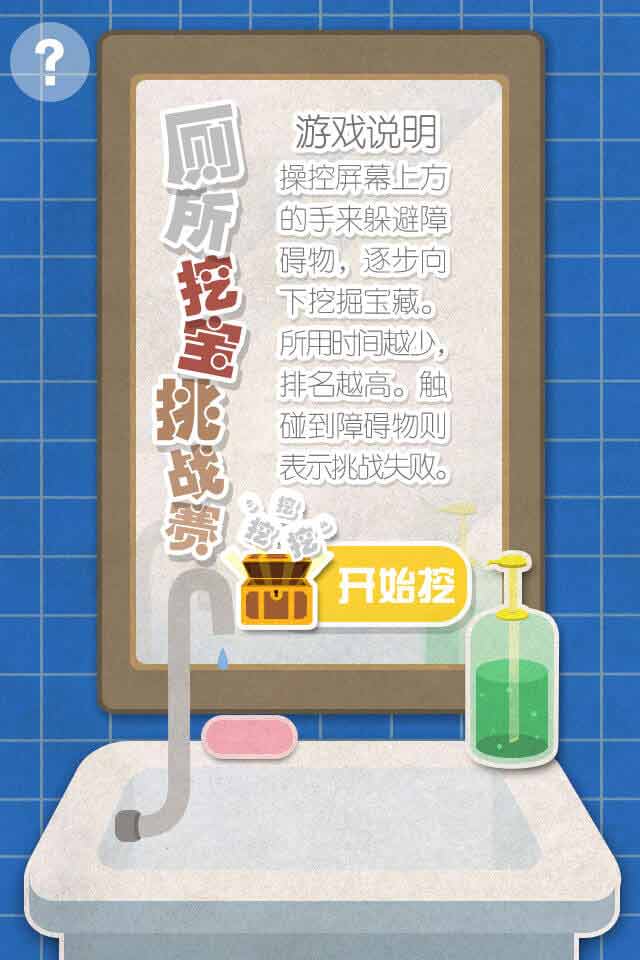 ?
厕所挖宝挑战赛
游戏说明
操控屏幕上方
的手来躲避障
碍物，逐步向
下挖掘宝藏。
所用时间越少，
排名越高。触
碰到障碍物则
表示挑战失败。
挖
挖 挖
开始挖